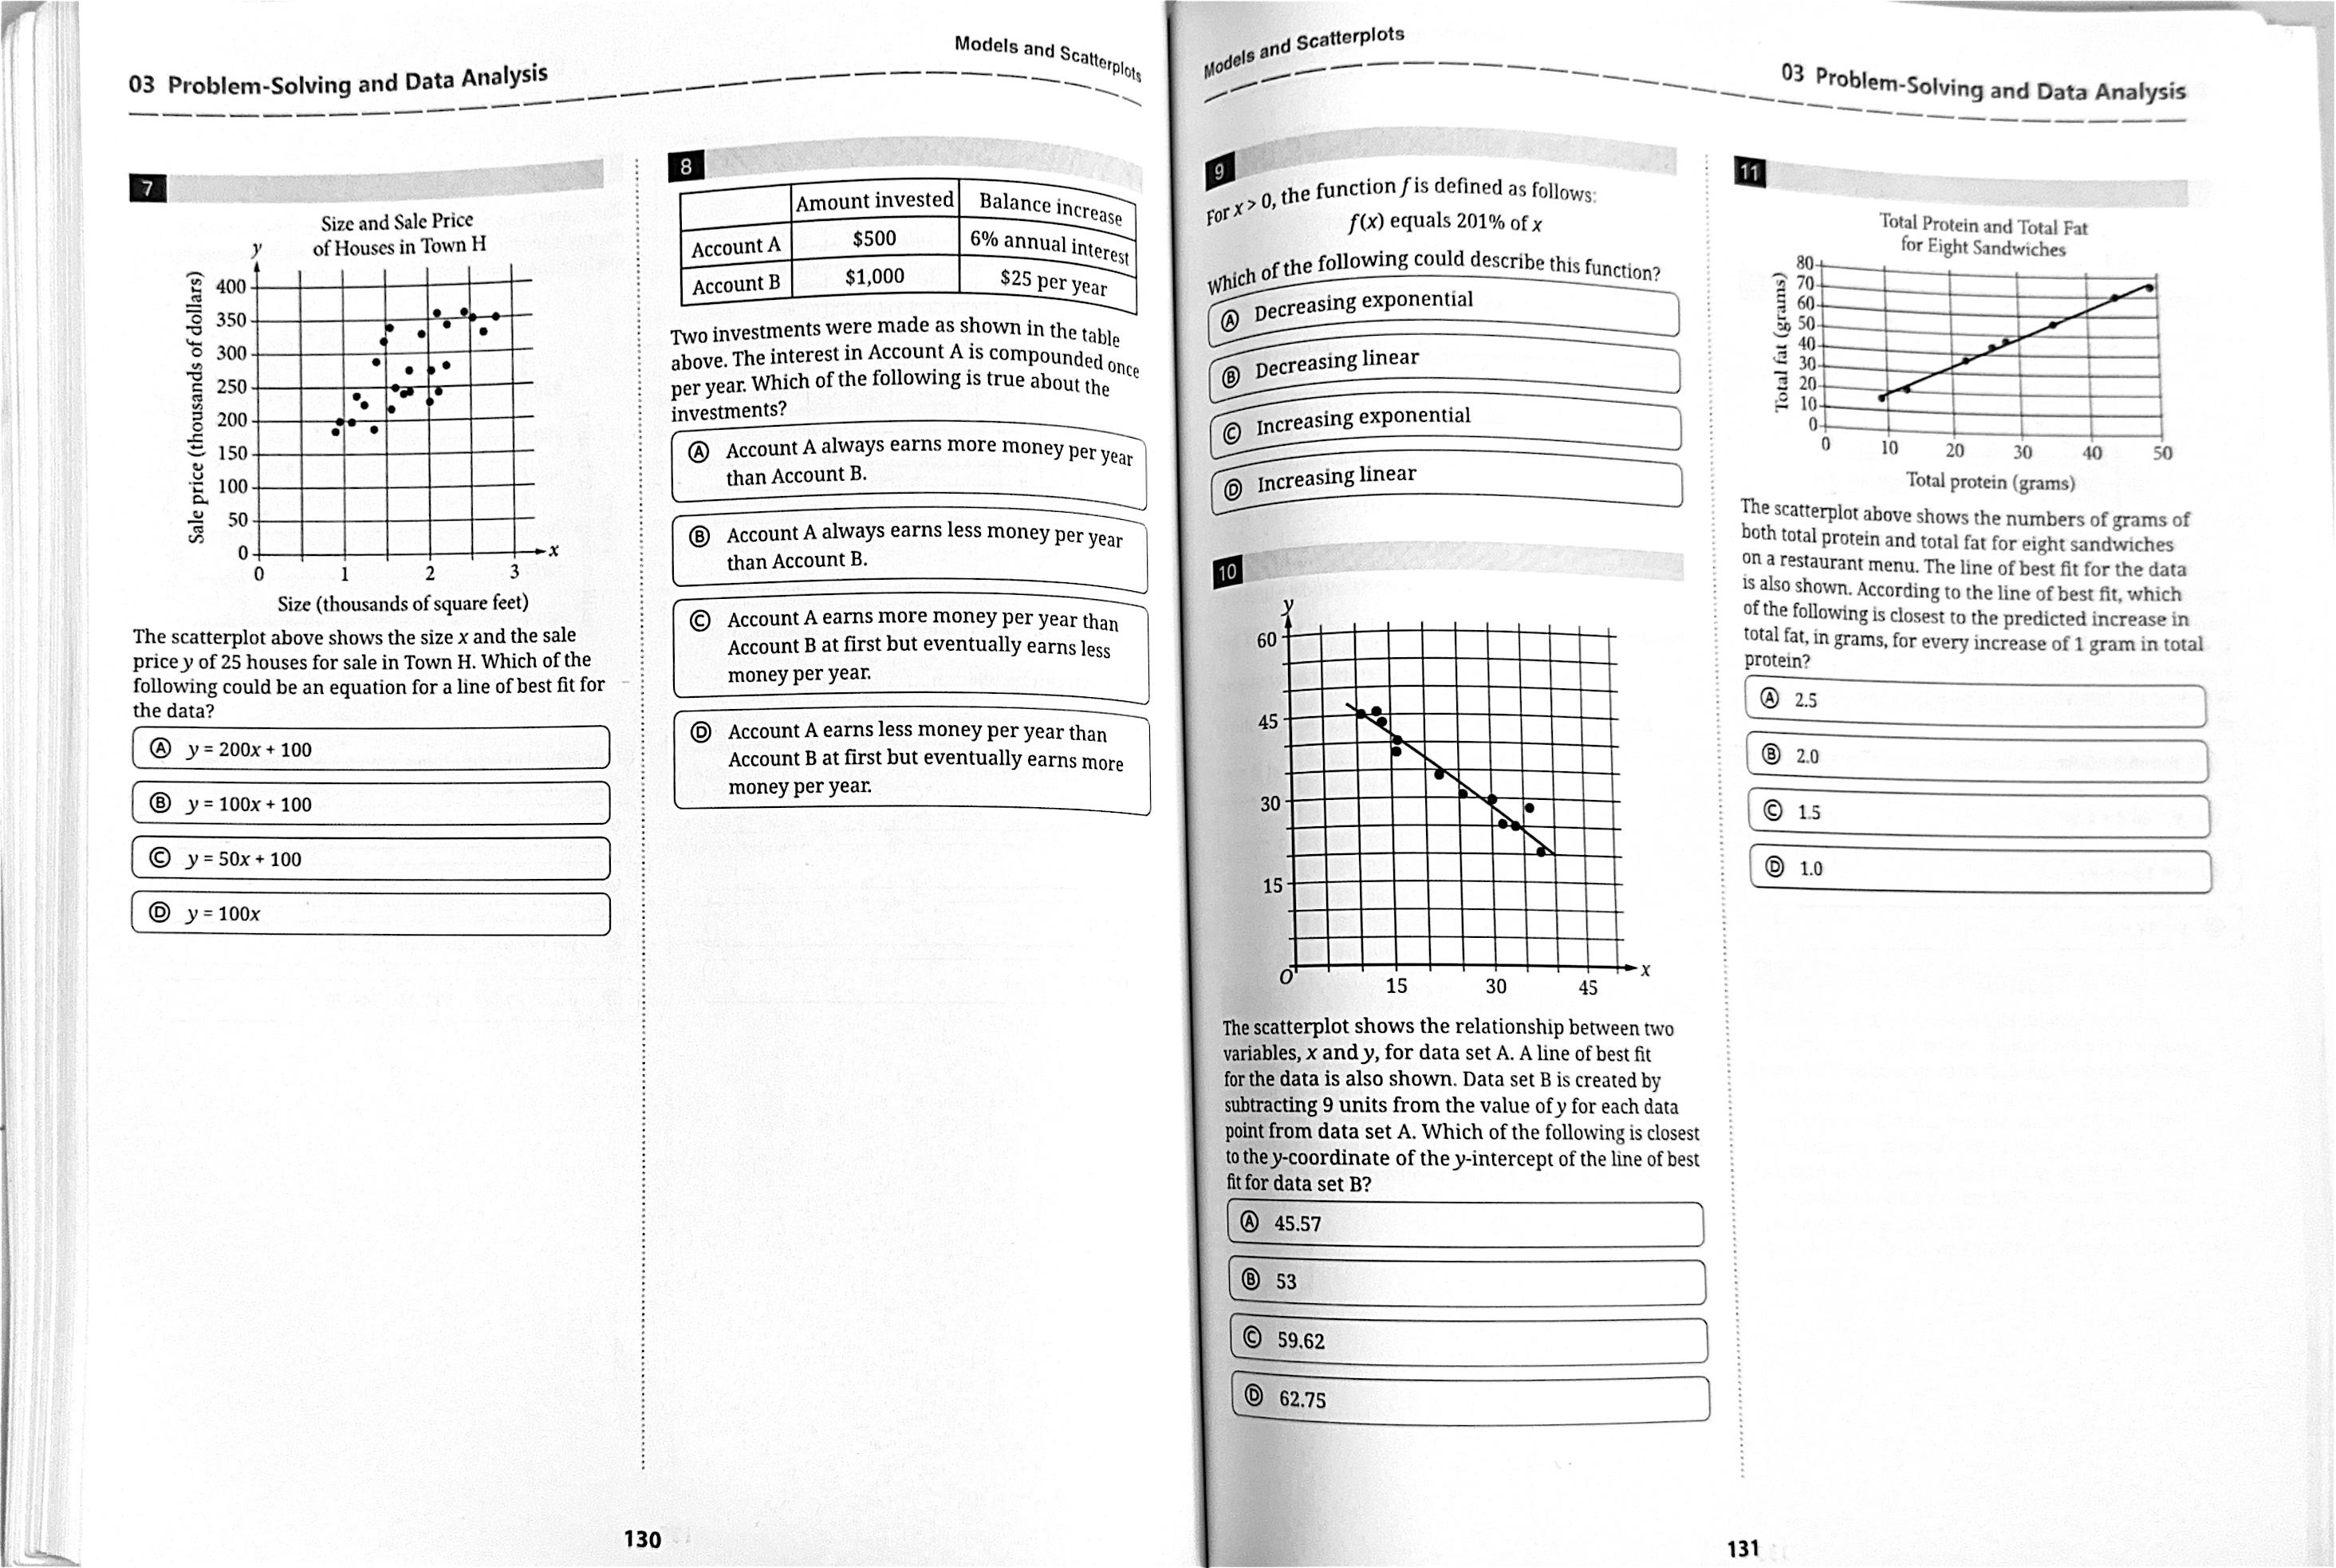 03 Problem-Solving and Data Analysis
Models and Scatterplots
7
Size and Sale Price
of Houses in Town H
y
Sale price (thousands of dollars)
400
350
300
250
200
150
100
50
0
0 1 2 3
x
Size (thousands of square feet)
The scatterplot above shows the size x and the sale
price y of 25 houses for sale in Town H. Which of the
following could be an equation for a line of best fit for
the data?
Ⓐ y = 200x + 100
Ⓑ y = 100x + 100
Ⓒ y = 50x + 100
Ⓓ y = 100x
8
Amount invested Balance increase
Account A $500 6% annual interest
Account B $1,000 $25 per year
Two investments were made as shown in the table
above. The interest in Account A is compounded once
per year. Which of the following is true about the
investments?
Ⓐ Account A always earns more money per year
than Account B.
Ⓑ Account A always earns less money per year
than Account B.
Ⓒ Account A earns more money per year than
Account B at first but eventually earns less
money per year.
Ⓓ Account A earns less money per year than
Account B at first but eventually earns more
money per year.
130
Models and Scatterplots
03 Problem-Solving and Data Analysis
9
For x > 0, the function f is defined as follows:
f(x) equals 201% of x
Which of the following could describe this function?
Ⓐ Decreasing exponential
Ⓑ Decreasing linear
Ⓒ Increasing exponential
Ⓓ Increasing linear
10
y
60
45
30
15
O
15 30 45
x
The scatterplot shows the relationship between two
variables, x and y, for data set A. A line of best fit
for the data is also shown. Data set B is created by
subtracting 9 units from the value of y for each data
point from data set A. Which of the following is closest
to the y-coordinate of the y-intercept of the line of best
fit for data set B?
Ⓐ 45.57
Ⓑ 53
Ⓒ 59.62
Ⓓ 62.75
11
Total Protein and Total Fat
for Eight Sandwiches
Total fat (grams)
80
70
60
50
40
30
20
10
0
0 10 20 30 40 50
Total protein (grams)
The scatterplot above shows the numbers of grams of
both total protein and total fat for eight sandwiches
on a restaurant menu. The line of best fit for the data
is also shown. According to the line of best fit, which
of the following is closest to the predicted increase in
total fat, in grams, for every increase of 1 gram in total
protein?
Ⓐ 2.5
Ⓑ 2.0
Ⓒ 1.5
Ⓓ 1.0
131